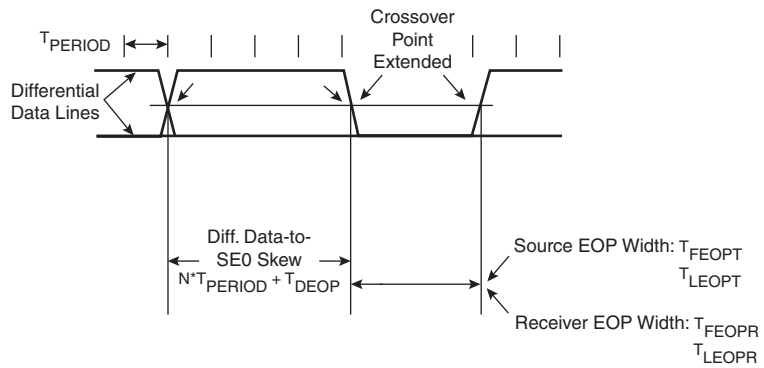 Crossover
Point
Extended
TPERIOD
Differential
Data Lines
Diff. Data-to-
SE0 Skew
N*TPERIOD + TDEOP
Source EOP Width: TFEOPT
TLEOPT
Receiver EOP Width: TFEOPR
TLEOPR